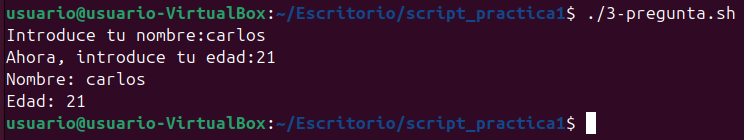 usuario@usuario-VirtualBox:~/Escritorio/script_practica1$ ./3-pregunta.sh
Introduce tu nombre:carlos
Ahora, introduce tu edad:21
Nombre: carlos
Edad: 21
usuario@usuario-VirtualBox:~/Escritorio/script_practica1$